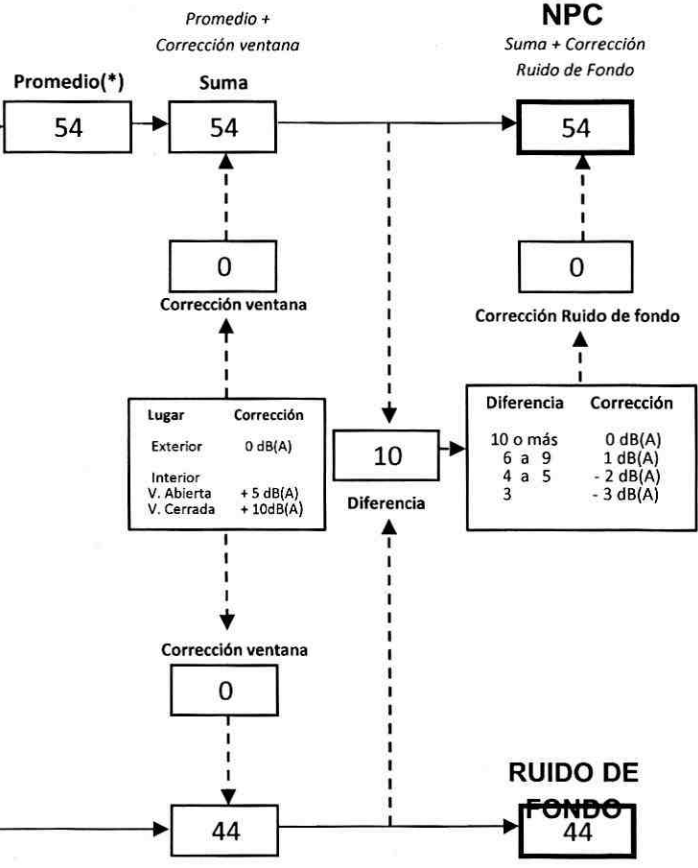 Promedio +
Corrección ventana
NPC
Suma + Corrección
Ruido de Fondo
Promedio(*)
Suma
54
54
54
0
0
Corrección ventana
Corrección Ruido de fondo
Lugar Corrección
Exterior 0 dB(A)
Interior
V. Abierta + 5 dB(A)
V. Cerrada + 10dB(A)
10
Diferencia
Diferencia Corrección
10 o más 0 dB(A)
6 a 9 1 dB(A)
4 a 5 - 2 dB(A)
3 - 3 dB(A)
Corrección ventana
0
RUIDO DE
FONDO
44
44